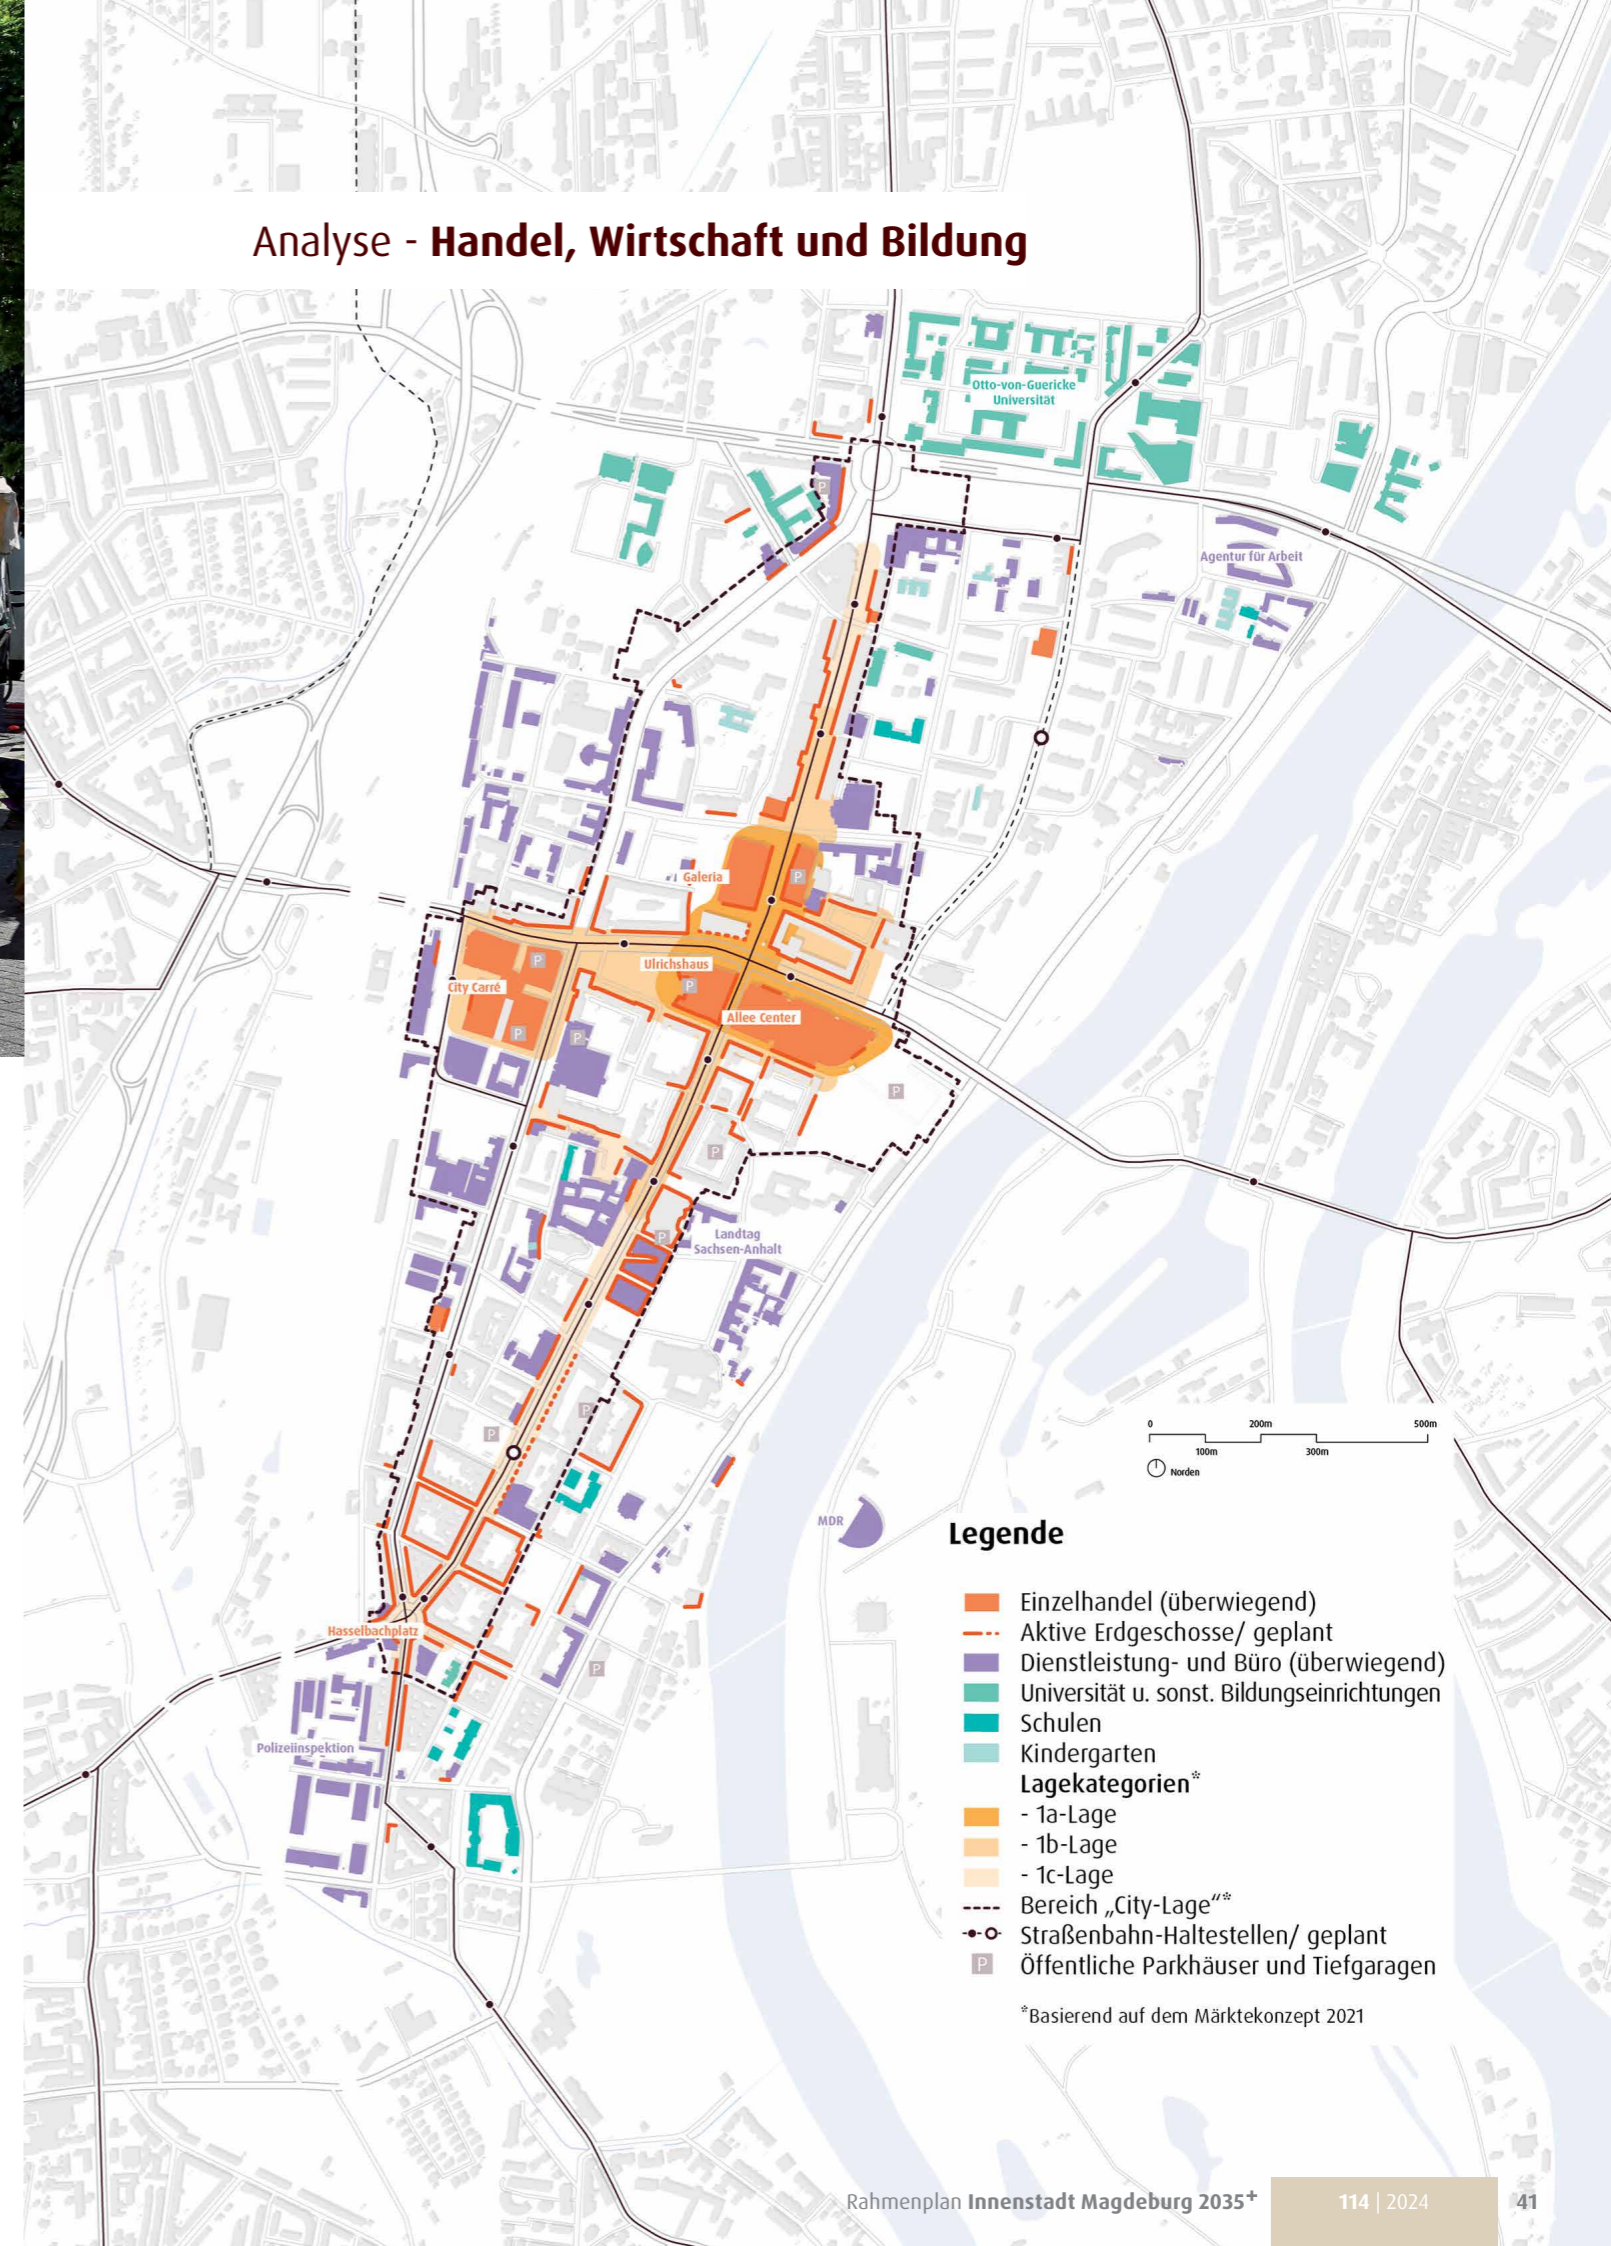 Analyse - Handel, Wirtschaft und Bildung
Otto-von-Guericke
Universität
P
Agentur für Arbeit
Galeria
P
Ulrichshaus
P
City Carré
P
Allee Center
P
P
P
P
Landtag
Sachsen-Anhalt
P
P
P
0
200m
500m
100m
300m
Norden
MDR
Hasselbachplatz
P
Polizeiinspektion
Legende
Einzelhandel (überwiegend)
Aktive Erdgeschosse/ geplant
Dienstleistung- und Büro (überwiegend)
Universität u. sonst. Bildungseinrichtungen
Schulen
Kindergarten
Lagekategorien*
- 1a-Lage
- 1b-Lage
- 1c-Lage
Bereich „City-Lage“*
Straßenbahn-Haltestellen/ geplant
P Öffentliche Parkhäuser und Tiefgaragen
*Basierend auf dem Märktekonzept 2021
Rahmenplan Innenstadt Magdeburg 2035+
114 | 2024
41